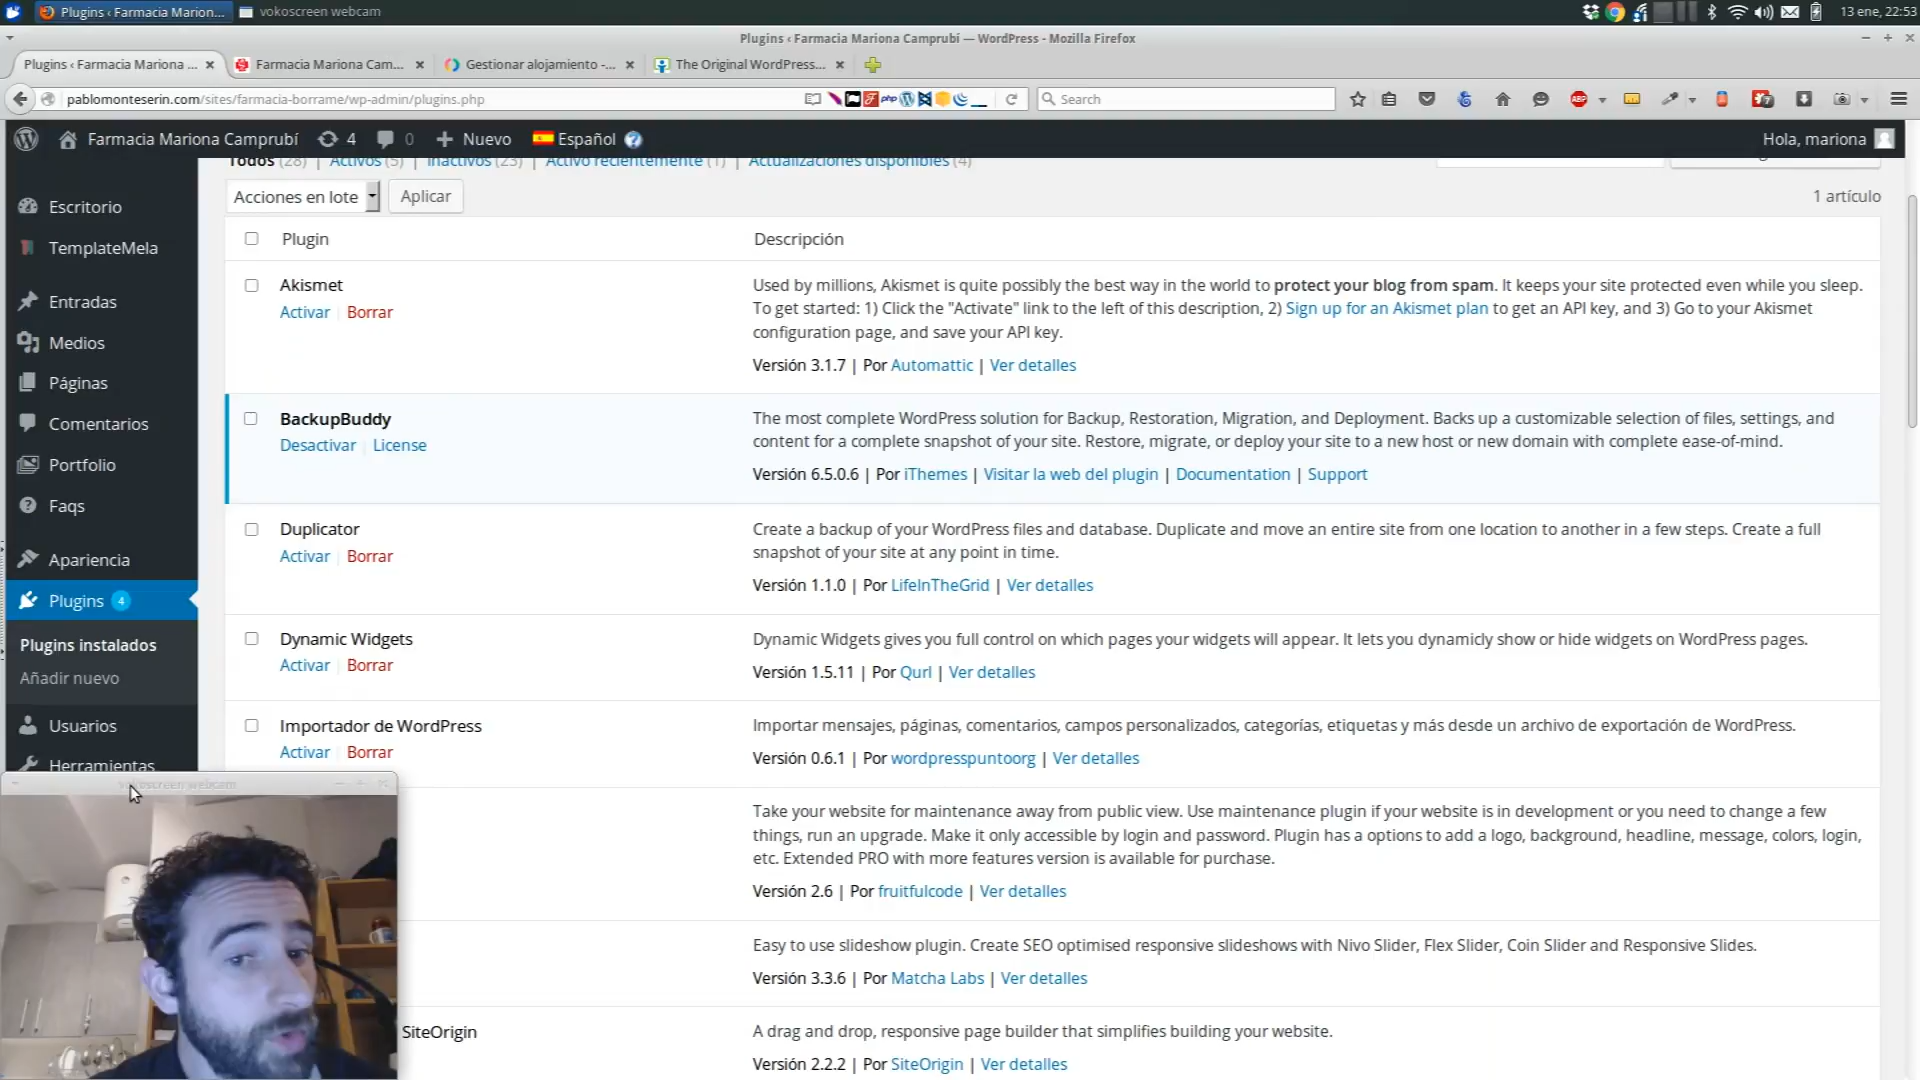 Plugins ‹ Farmacia Marion...
vokoscreen webcam
13 ene, 22:53
Plugins ‹ Farmacia Mariona Camprubí — WordPress - Mozilla Firefox
Plugins ‹ Farmacia Mariona ...
Farmacia Mariona Cam...
Gestionar alojamiento -...
The Original WordPress...
pablomonteserin.com/sites/farmacia-borrame/wp-admin/plugins.php
php
Search
ABP
Farmacia Mariona Camprubí
4
0
Nuevo
Español
Hola, mariona
Todos (28) | Activos (5) | Inactivos (23) | Activo recientemente (1) | Actualizaciones disponibles (4)
Acciones en lote
Aplicar
1 artículo
Escritorio
TemplateMela
Entradas
Medios
Páginas
Comentarios
Portfolio
Faqs
Apariencia
Plugins 4
Plugins instalados
Añadir nuevo
Usuarios
Herramientas
vokoscreen webcam
Plugin
Descripción
Akismet
Activar | Borrar
Used by millions, Akismet is quite possibly the best way in the world to protect your blog from spam. It keeps your site protected even while you sleep.
To get started: 1) Click the "Activate" link to the left of this description, 2) Sign up for an Akismet plan to get an API key, and 3) Go to your Akismet
configuration page, and save your API key.
Versión 3.1.7 | Por Automattic | Ver detalles
BackupBuddy
Desactivar | License
The most complete WordPress solution for Backup, Restoration, Migration, and Deployment. Backs up a customizable selection of files, settings, and
content for a complete snapshot of your site. Restore, migrate, or deploy your site to a new host or new domain with complete ease-of-mind.
Versión 6.5.0.6 | Por iThemes | Visitar la web del plugin | Documentation | Support
Duplicator
Activar | Borrar
Create a backup of your WordPress files and database. Duplicate and move an entire site from one location to another in a few steps. Create a full
snapshot of your site at any point in time.
Versión 1.1.0 | Por LifeInTheGrid | Ver detalles
Dynamic Widgets
Activar | Borrar
Dynamic Widgets gives you full control on which pages your widgets will appear. It lets you dynamicly show or hide widgets on WordPress pages.
Versión 1.5.11 | Por Qurl | Ver detalles
Importador de WordPress
Activar | Borrar
Importar mensajes, páginas, comentarios, campos personalizados, categorías, etiquetas y más desde un archivo de exportación de WordPress.
Versión 0.6.1 | Por wordpresspuntoorg | Ver detalles
Take your website for maintenance away from public view. Use maintenance plugin if your website is in development or you need to change a few
things, run an upgrade. Make it only accessible by login and password. Plugin has a options to add a logo, background, headline, message, colors, login,
etc. Extended PRO with more features version is available for purchase.
Versión 2.6 | Por fruitfulcode | Ver detalles
Easy to use slideshow plugin. Create SEO optimised responsive slideshows with Nivo Slider, Flex Slider, Coin Slider and Responsive Slides.
Versión 3.3.6 | Por Matcha Labs | Ver detalles
SiteOrigin
A drag and drop, responsive page builder that simplifies building your website.
Versión 2.2.2 | Por SiteOrigin | Ver detalles